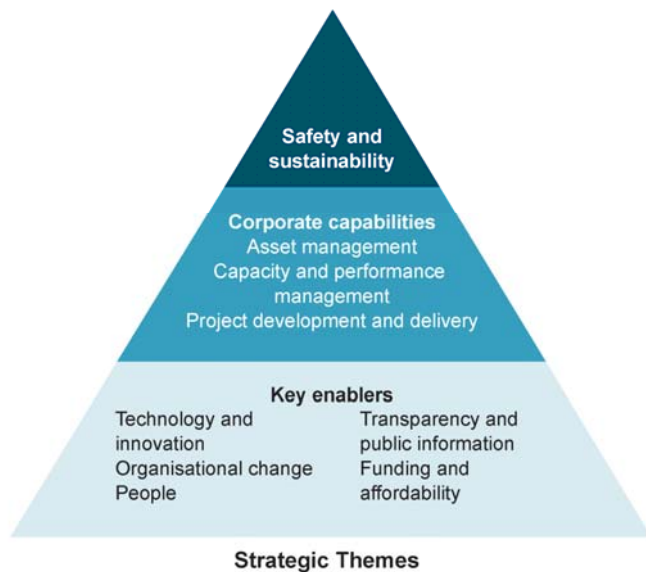 Safety and
sustainability
Corporate capabilities
Asset management
Capacity and performance
management
Project development and delivery
Key enablers
Technology and
innovation
Organisational change
People
Transparency and
public information
Funding and
affordability
Strategic Themes